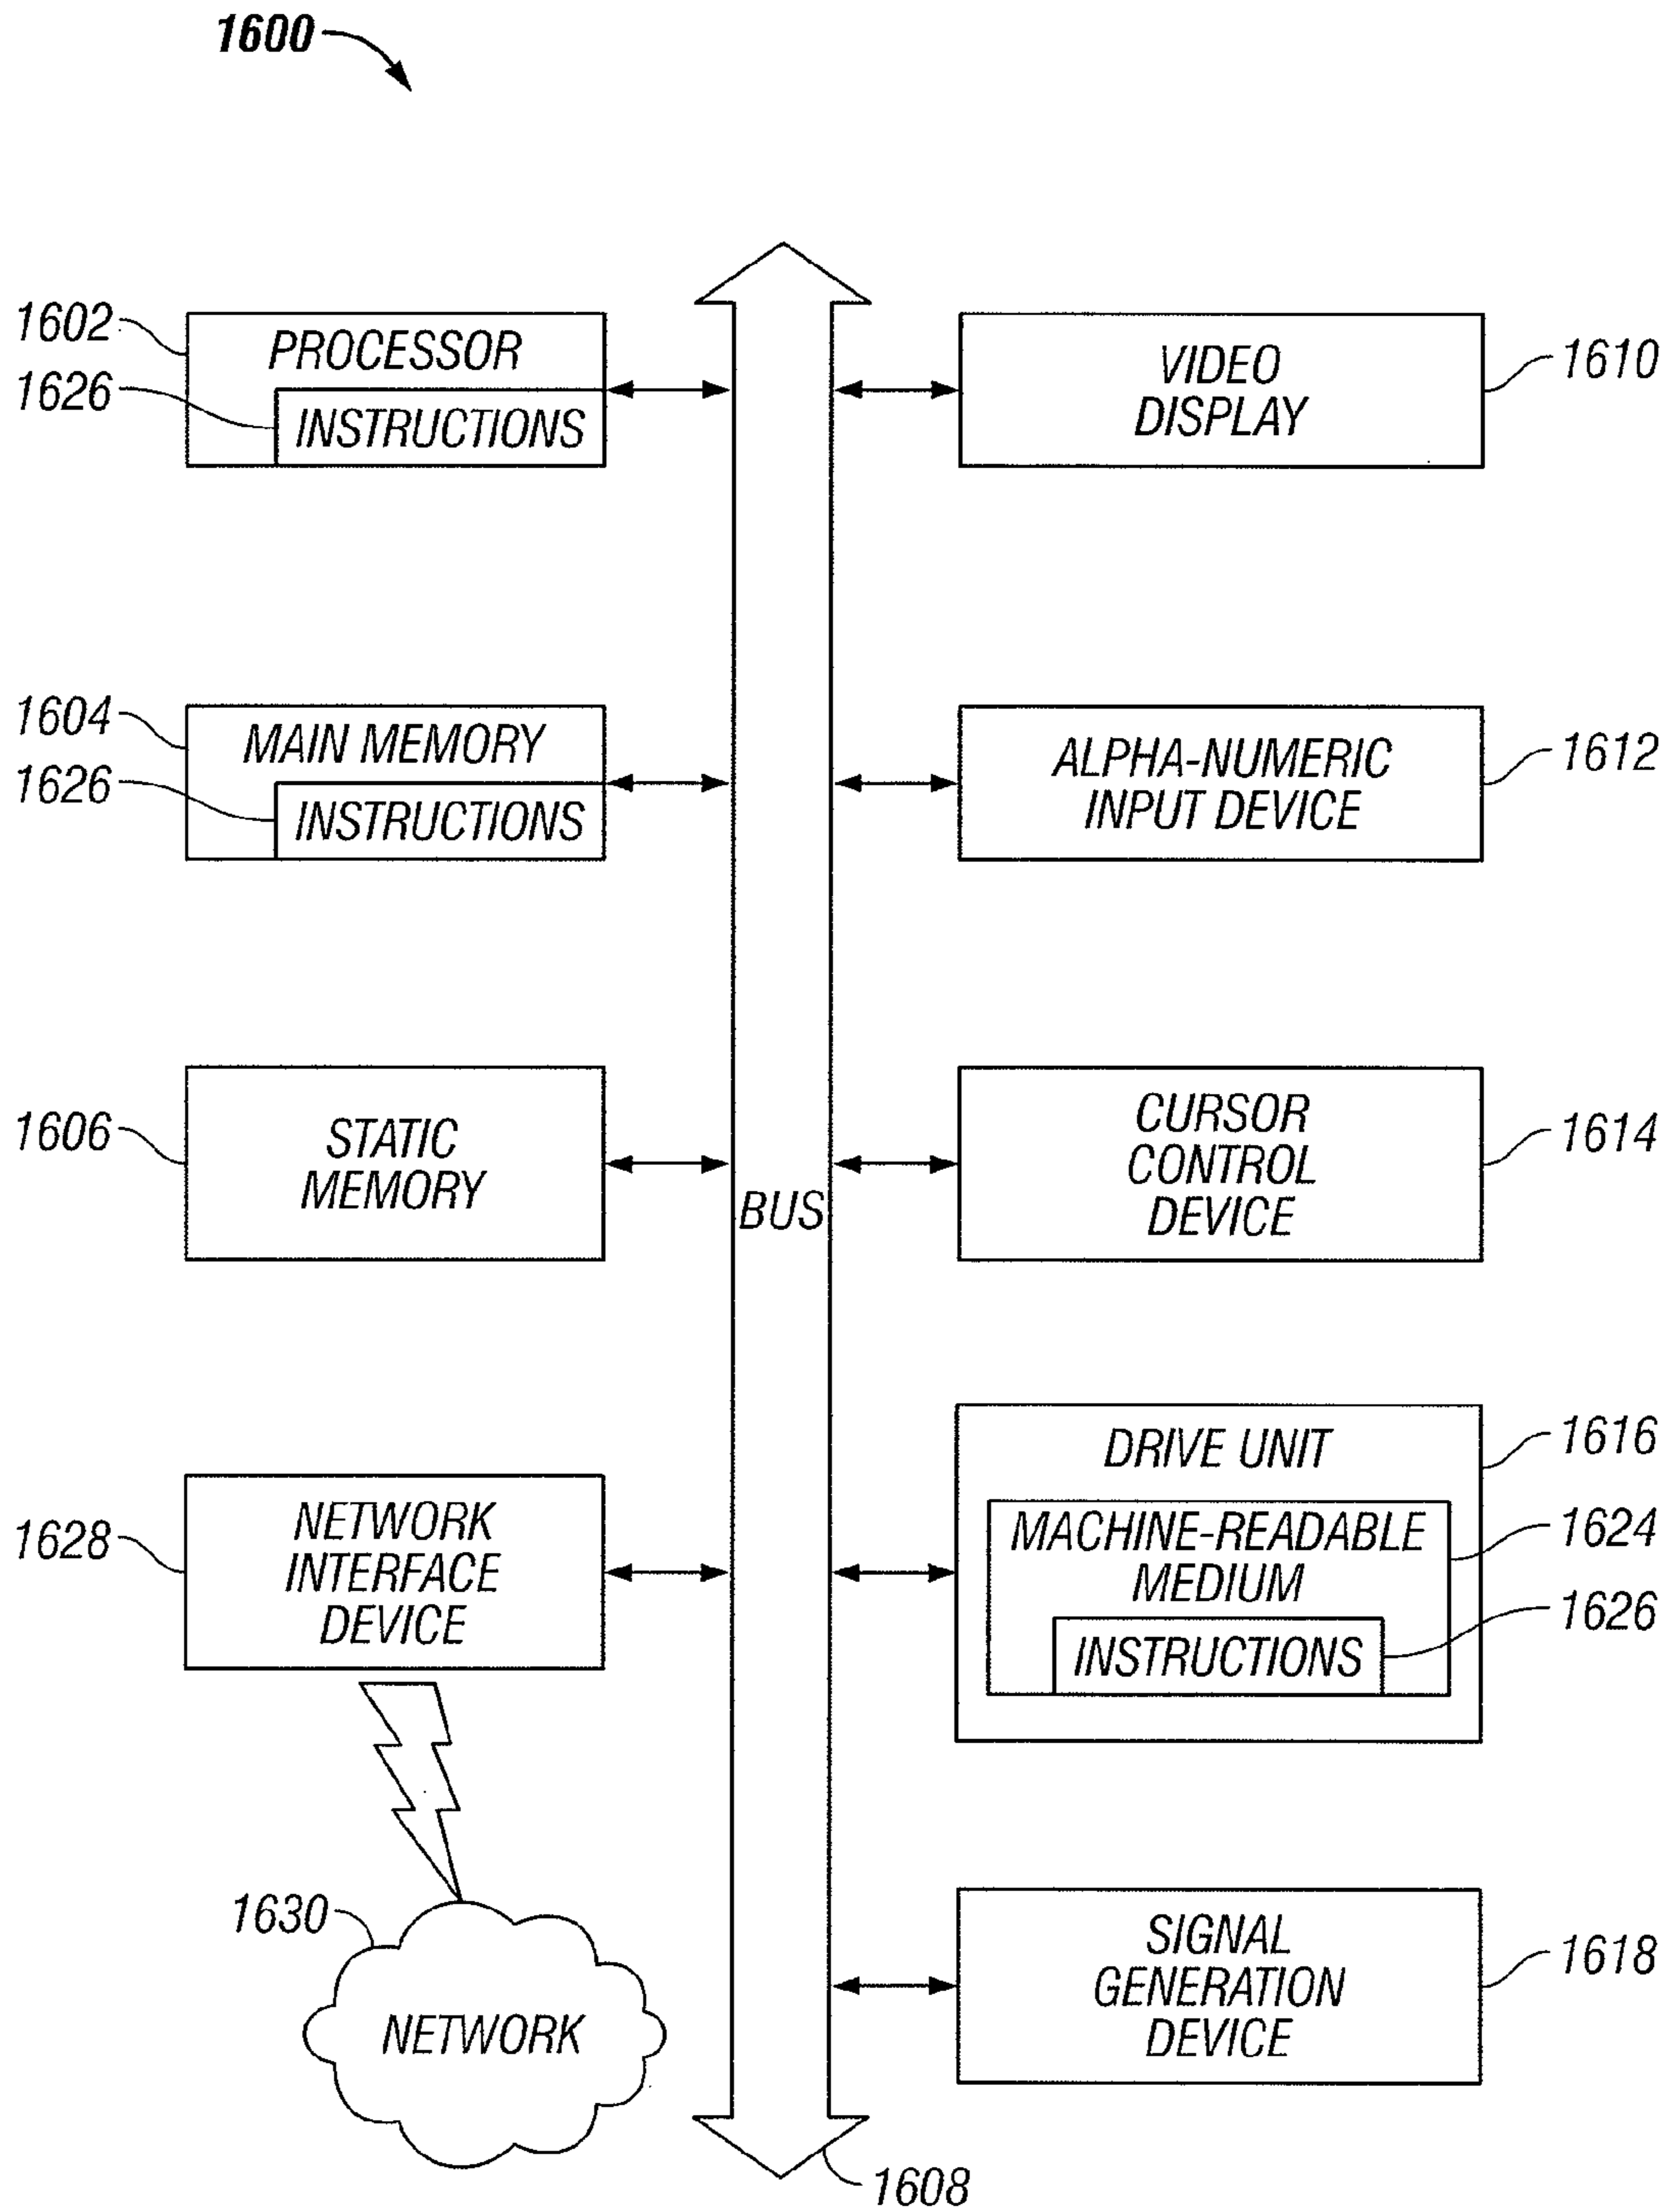 1600
1602
PROCESSOR
1626
INSTRUCTIONS
VIDEO
DISPLAY
1610
1604
MAIN MEMORY
1626
INSTRUCTIONS
ALPHA-NUMERIC
INPUT DEVICE
1612
1606
STATIC
MEMORY
BUS
CURSOR
CONTROL
DEVICE
1614
1628
NETWORK
INTERFACE
DEVICE
DRIVE UNIT
1616
MACHINE-READABLE
MEDIUM
1624
INSTRUCTIONS
1626
1630
NETWORK
SIGNAL
GENERATION
DEVICE
1618
1608